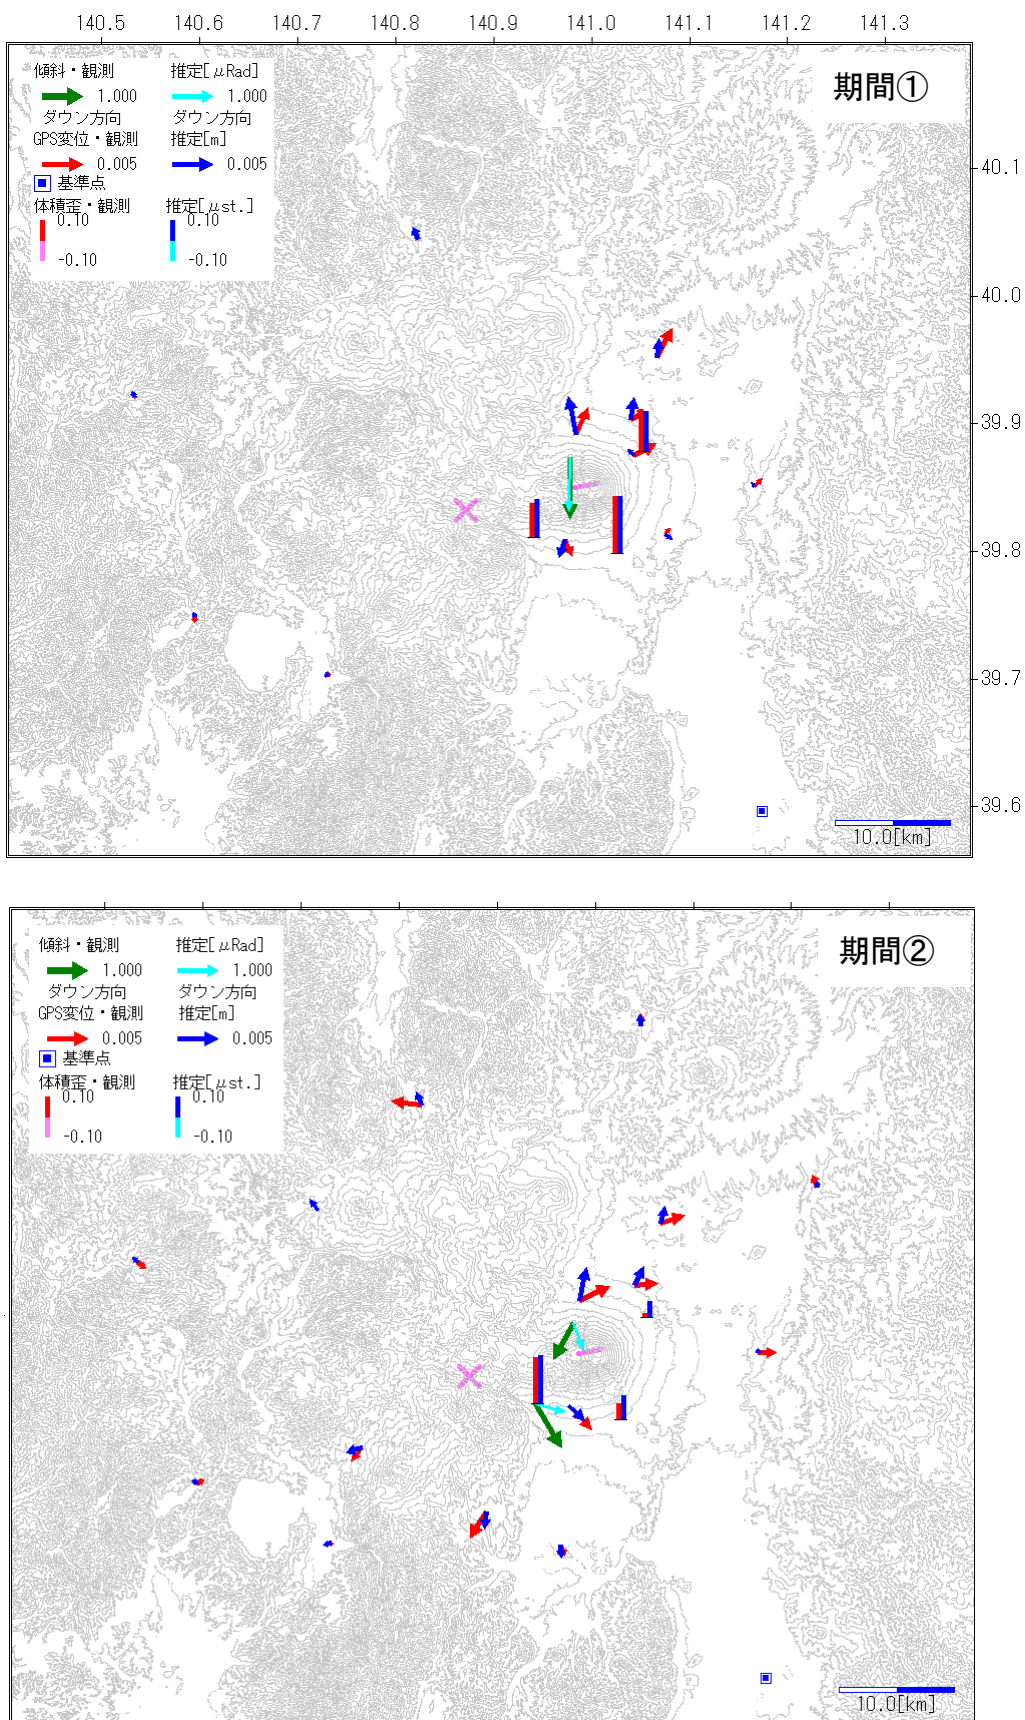 140.5 140.6 140.7 140.8 140.9 141.0 141.1 141.2 141.3
傾斜・観測 推定[μRad]
1.000 1.000
ダウン方向 ダウン方向
GPS変位・観測 推定[m]
0.005 0.005
基準点
体積歪・観測 推定[μst.]
0.10 0.10
-0.10 -0.10
期間①
40.1
40.0
39.9
39.8
39.7
39.6
10.0[km]
傾斜・観測 推定[μRad]
1.000 1.000
ダウン方向 ダウン方向
GPS変位・観測 推定[m]
0.005 0.005
基準点
体積歪・観測 推定[μst.]
0.10 0.10
-0.10 -0.10
期間②
10.0[km]